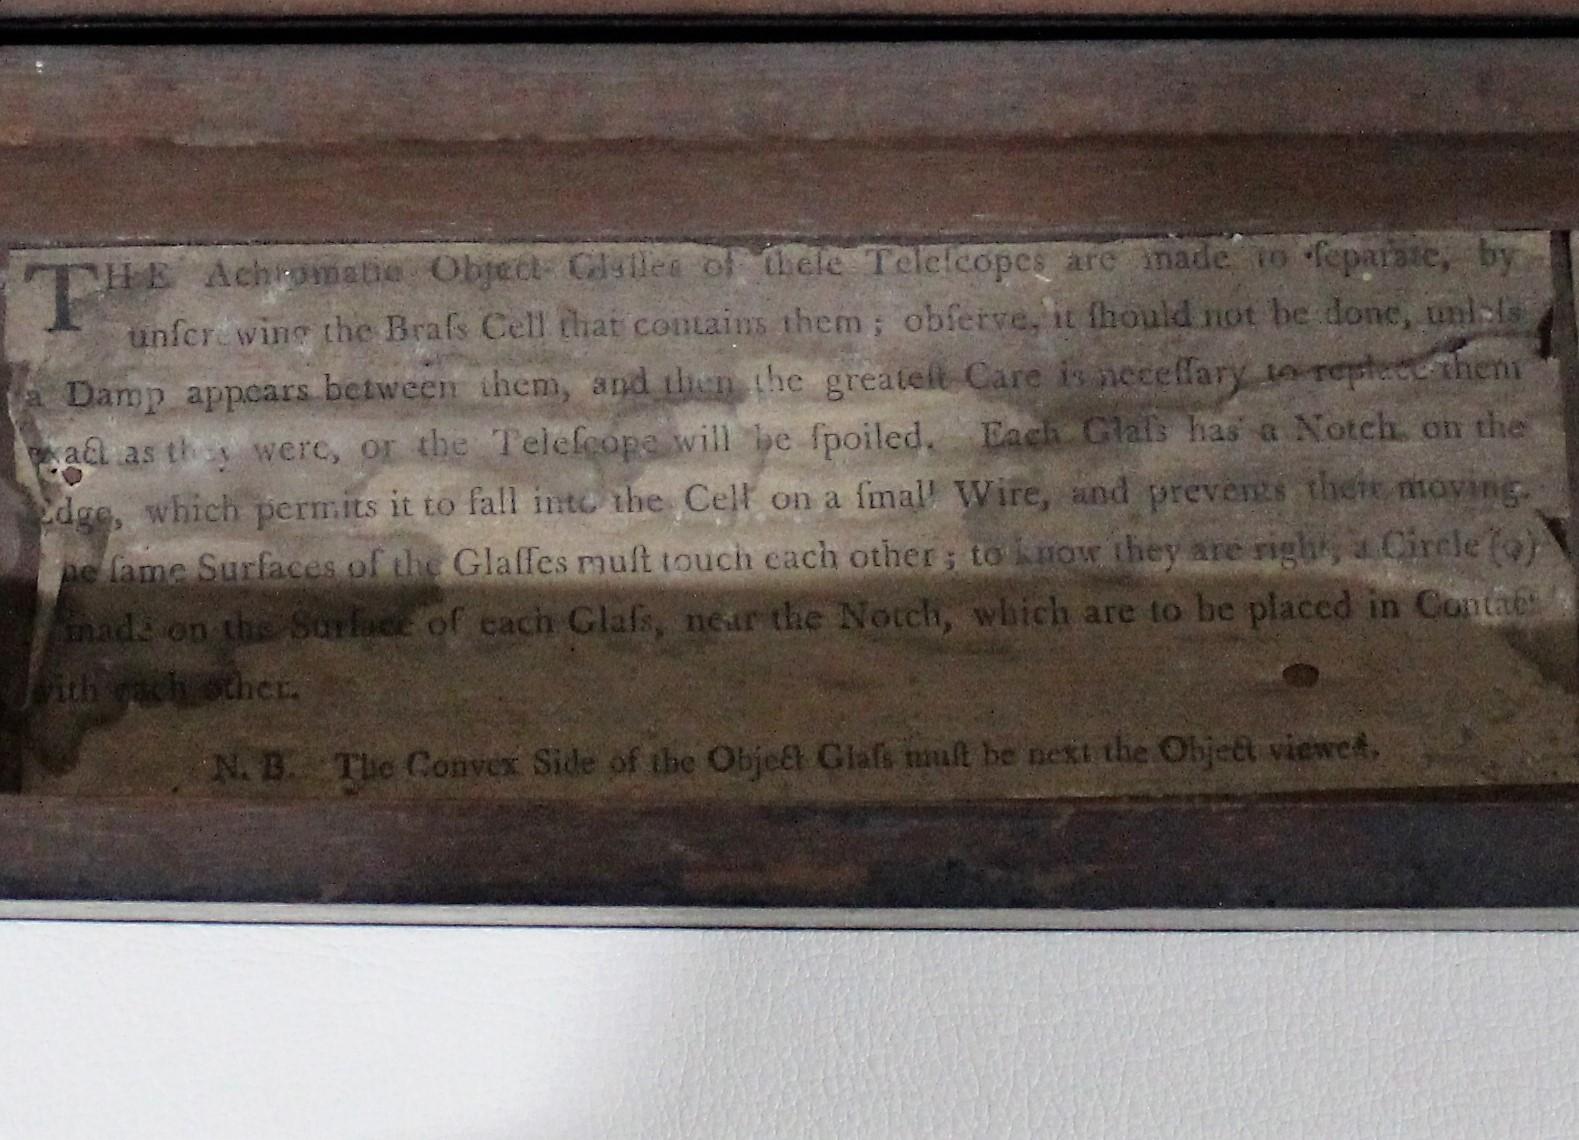 THE Achromatic Object Glaſſes of theſe Teleſcopes are made to ſeparate, by
unſcrewing the Braſs Cell that contains them; obſerve, it ſhould not be done, unleſs
a Damp appears between them, and then the greateſt Care is neceſſary to replace them
exact as they were, or the Teleſcope will be ſpoiled. Each Glaſs has a Notch on the
Edge, which permits it to fall into the Cell on a ſmall Wire, and prevents their moving.
he ſame Surfaces of the Glaſſes muſt touch each other; to know they are right, a Circle (o)
made on the Surface of each Glaſs, near the Notch, which are to be placed in Contact
with each other.
N. B. The Convex Side of the Object Glaſs muſt be next the Object viewed.